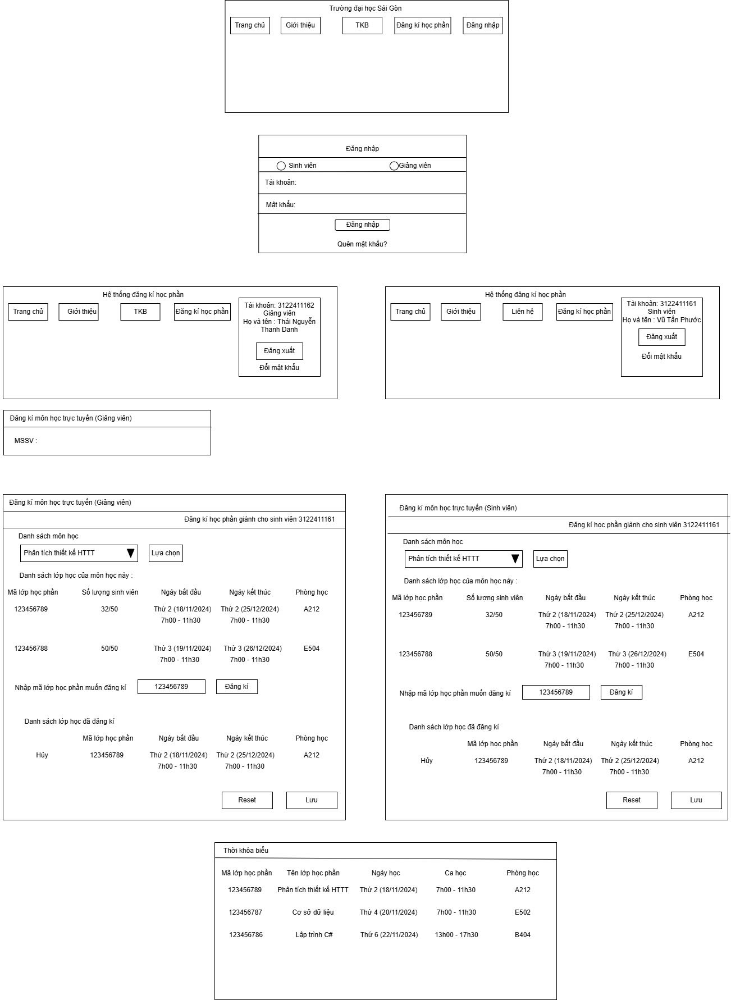 Trường đại học Sài Gòn
Trang chủ Giới thiệu TKB Đăng kí học phần Đăng nhập
Đăng nhập
Sinh viên Giảng viên
Tài khoản:
Mật khẩu:
Đăng nhập
Quên mật khẩu?
Hệ thống đăng kí học phần
Trang chủ Giới thiệu TKB Đăng kí học phần
Tài khoản: 3122411162
Giảng viên
Họ và tên : Thái Nguyễn
Thanh Danh
Đăng xuất
Đổi mật khẩu
Hệ thống đăng kí học phần
Trang chủ Giới thiệu Liên hệ Đăng kí học phần
Tài khoản: 3122411161
Sinh viên
Họ và tên : Vũ Tấn Phước
Đăng xuất
Đổi mật khẩu
Đăng kí môn học trực tuyến (Giảng viên)
MSSV :
Đăng kí môn học trực tuyến (Giảng viên)
Đăng kí học phần giành cho sinh viên 3122411161
Danh sách môn học
Phân tích thiết kế HTTT Lựa chọn
Danh sách lớp học của môn học này :
Mã lớp học phần Số lượng sinh viên Ngày bắt đầu Ngày kết thúc Phòng học
123456789 32/50 Thứ 2 (18/11/2024) Thứ 2 (25/12/2024) A212
7h00 - 11h30 7h00 - 11h30
123456788 50/50 Thứ 3 (19/11/2024) Thứ 3 (26/12/2024) E504
7h00 - 11h30 7h00 - 11h30
Nhập mã lớp học phần muốn đăng kí 123456789 Đăng kí
Danh sách lớp học đã đăng kí
Mã lớp học phần Ngày bắt đầu Ngày kết thúc Phòng học
Hủy 123456789 Thứ 2 (18/11/2024) Thứ 2 (25/12/2024) A212
7h00 - 11h30 7h00 - 11h30
Reset Lưu
Đăng kí môn học trực tuyến (Sinh viên)
Đăng kí học phần giành cho sinh viên 3122411161
Danh sách môn học
Phân tích thiết kế HTTT Lựa chọn
Danh sách lớp học của môn học này :
Mã lớp học phần Số lượng sinh viên Ngày bắt đầu Ngày kết thúc Phòng học
123456789 32/50 Thứ 2 (18/11/2024) Thứ 2 (25/12/2024) A212
7h00 - 11h30 7h00 - 11h30
123456788 50/50 Thứ 3 (19/11/2024) Thứ 3 (26/12/2024) E504
7h00 - 11h30 7h00 - 11h30
Nhập mã lớp học phần muốn đăng kí 123456789 Đăng kí
Danh sách lớp học đã đăng kí
Mã lớp học phần Ngày bắt đầu Ngày kết thúc Phòng học
Hủy 123456789 Thứ 2 (18/11/2024) Thứ 2 (25/12/2024) A212
7h00 - 11h30 7h00 - 11h30
Reset Lưu
Thời khóa biểu
Mã lớp học phần Tên lớp học phần Ngày học Ca học Phòng học
123456789 Phân tích thiết kế HTTT Thứ 2 (18/11/2024) 7h00 - 11h30 A212
123456787 Cơ sở dữ liệu Thứ 4 (20/11/2024) 7h00 - 11h30 E502
123456786 Lập trình C# Thứ 6 (22/11/2024) 13h00 - 17h30 B404